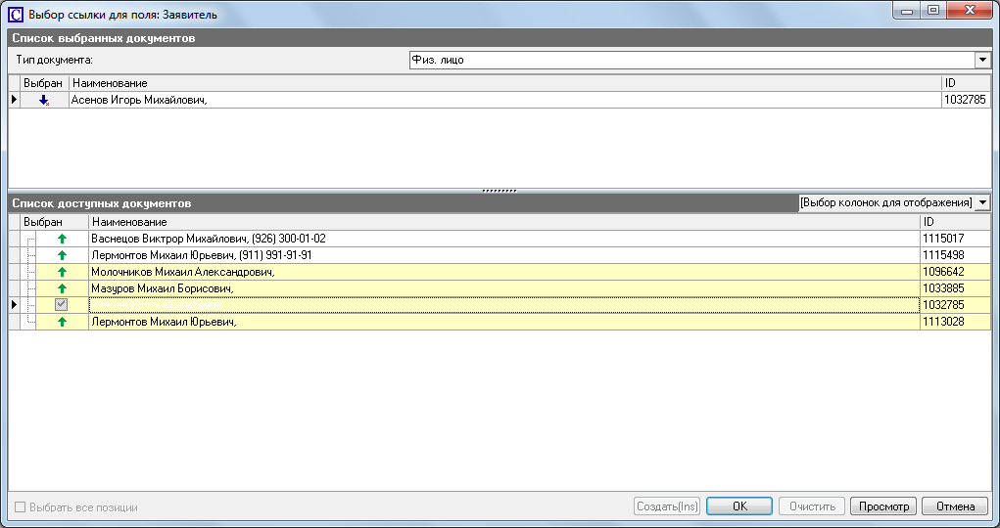 C Выбор ссылки для поля: Заявитель
Список выбранных документов
Тип документа: Физ. лицо
Выбран Наименование ID
Асенов Игорь Михайлович, 1032785
Список доступных документов [Выбор колонок для отображения]
Выбран Наименование ID
Васнецов Виктрор Михайлович, (926) 300-01-02 1115017
Лермонтов Михаил Юрьевич, (911) 991-91-91 1115498
Молочников Михаил Александрович, 1096642
Мазуров Михаил Борисович, 1033885
1032785
Лермонтов Михаил Юрьевич, 1113028
Выбрать все позиции Создать(Ins) OK Очистить Просмотр Отмена